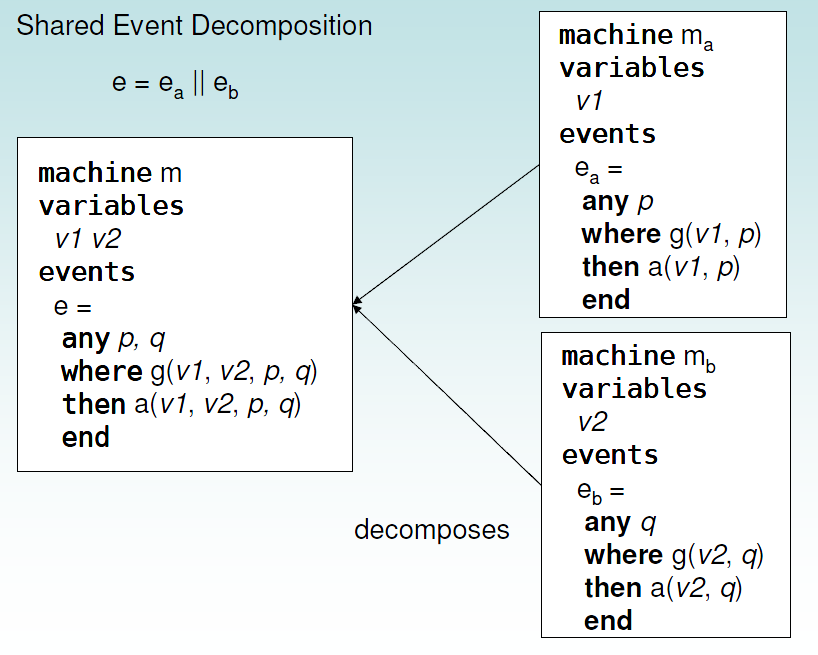 Shared Event Decomposition
e = ea || eb
machine m
variables
v1 v2
events
e =
any p, q
where g(v1, v2, p, q)
then a(v1, v2, p, q)
end
machine ma
variables
v1
events
ea =
any p
where g(v1, p)
then a(v1, p)
end
machine mb
variables
v2
events
eb =
any q
where g(v2, q)
then a(v2, q)
end
decomposes